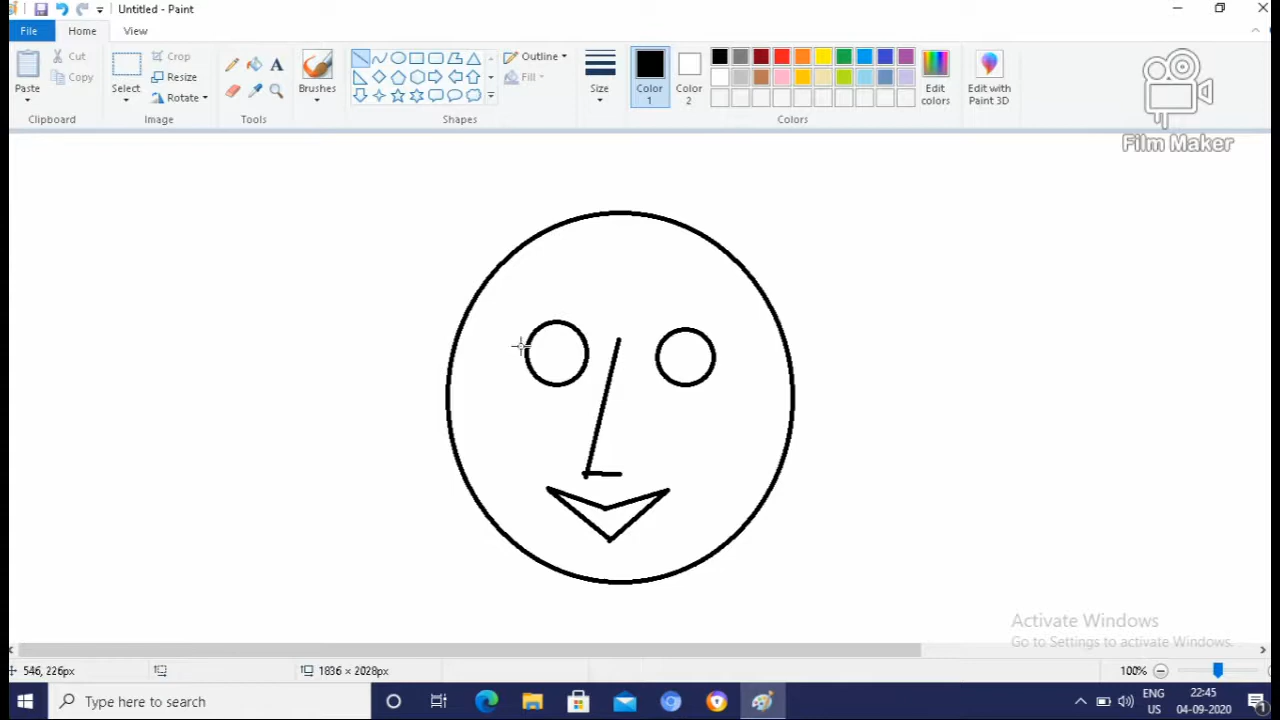 Untitled - Paint
File Home View
Paste
Cut
Copy
Clipboard
Select
Crop
Resize
Rotate
Image
Tools
Brushes
Shapes
Outline
Fill
Size
Color 1
Color 2
Colors
Edit colors
Edit with Paint 3D
Film Maker
Activate Windows
Go to Settings to activate Windows.
546, 226px
1836 × 2028px
100%
Type here to search
ENG
US
22:45
04-09-2020
1